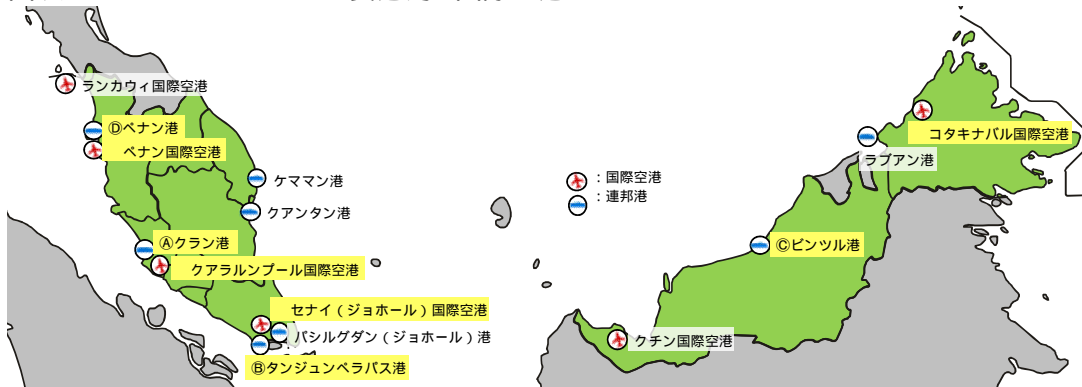 ランカウィ国際空港
Ⓓペナン港
ペナン国際空港
ケママン港
クアンタン港
Ⓐクラン港
クアラルンプール国際空港
セナイ（ジョホール）国際空港
パシルグダン（ジョホール）港
Ⓑタンジュンペラパス港
：国際空港
：連邦港
コタキナバル国際空港
ラブアン港
Ⓒビンツル港
クチン国際空港